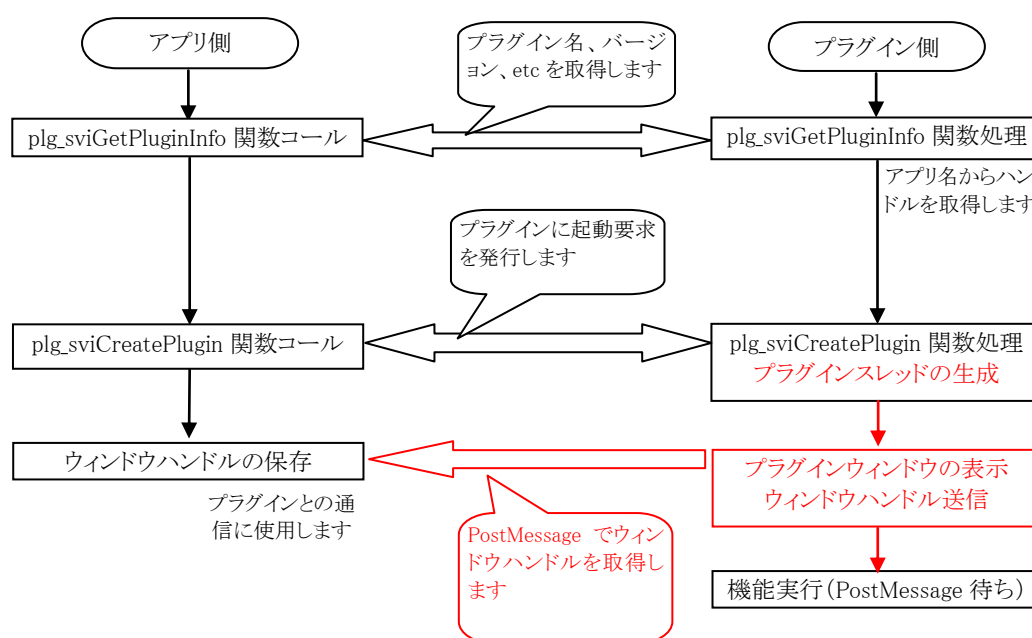 アプリ側
プラグイン名、バージ
ョン、etc を取得します
プラグイン側
plg_sviGetPluginInfo 関数コール
plg_sviGetPluginInfo 関数処理
アプリ名からハン
ドルを取得します
プラグインに起動要求
を発行します
plg_sviCreatePlugin 関数コール
plg_sviCreatePlugin 関数処理
プラグインスレッドの生成
ウィンドウハンドルの保存
プラグインとの通
信に使用します
プラグインウィンドウの表示
ウィンドウハンドル送信
PostMessage でウィン
ドウハンドルを取得し
ます
機能実行(PostMessage 待ち)